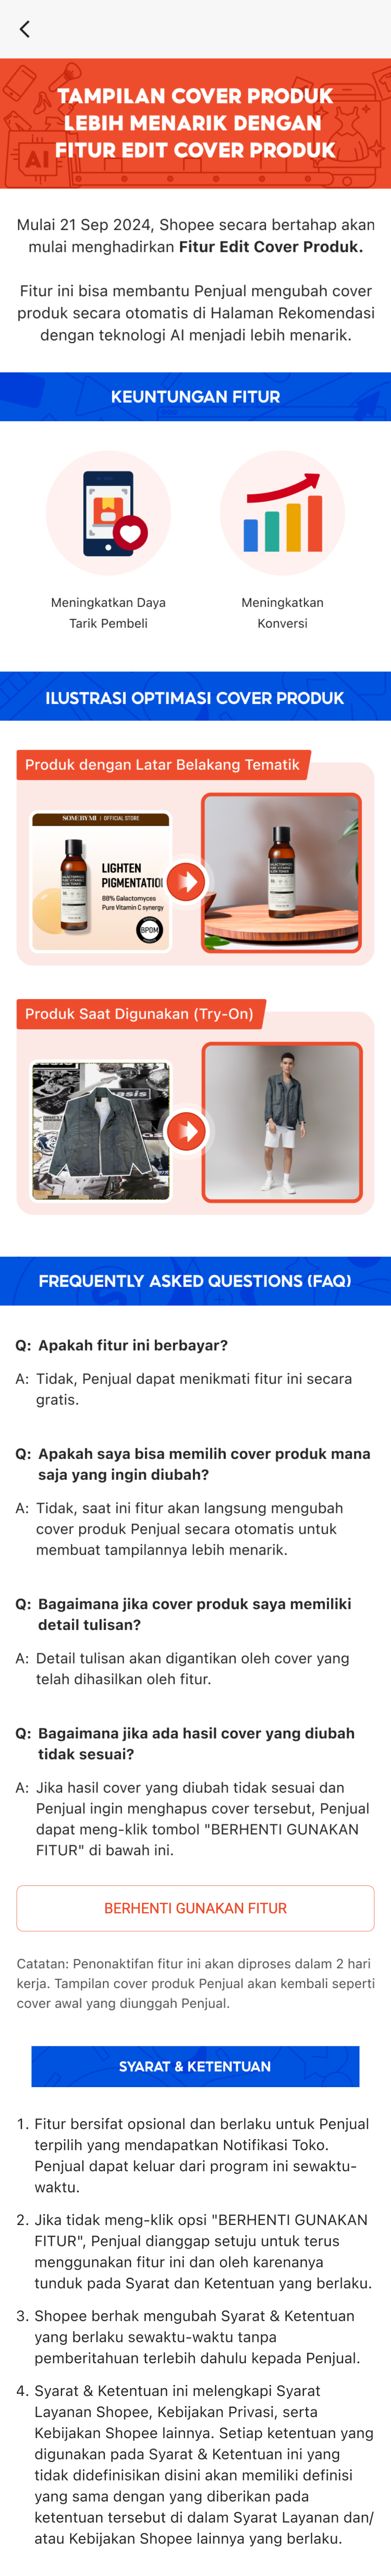 TAMPILAN COVER PRODUK
LEBIH MENARIK DENGAN
FITUR EDIT COVER PRODUK
AI
Mulai 21 Sep 2024, Shopee secara bertahap akan
mulai menghadirkan Fitur Edit Cover Produk.
Fitur ini bisa membantu Penjual mengubah cover
produk secara otomatis di Halaman Rekomendasi
dengan teknologi AI menjadi lebih menarik.
KEUNTUNGAN FITUR
Meningkatkan Daya
Tarik Pembeli
Meningkatkan
Konversi
ILUSTRASI OPTIMASI COVER PRODUK
Produk dengan Latar Belakang Tematik
SOME BY MI | OFFICIAL STORE
LIGHTEN
PIGMENTATIO
88% Galactomyces
Pure Vitamin C synergy
BPOM
Produk Saat Digunakan (Try-On)
asis
FREQUENTLY ASKED QUESTIONS (FAQ)
Q: Apakah fitur ini berbayar?
A: Tidak, Penjual dapat menikmati fitur ini secara
gratis.
Q: Apakah saya bisa memilih cover produk mana
saja yang ingin diubah?
A: Tidak, saat ini fitur akan langsung mengubah
cover produk Penjual secara otomatis untuk
membuat tampilannya lebih menarik.
Q: Bagaimana jika cover produk saya memiliki
detail tulisan?
A: Detail tulisan akan digantikan oleh cover yang
telah dihasilkan oleh fitur.
Q: Bagaimana jika ada hasil cover yang diubah
tidak sesuai?
A: Jika hasil cover yang diubah tidak sesuai dan
Penjual ingin menghapus cover tersebut, Penjual
dapat meng-klik tombol "BERHENTI GUNAKAN
FITUR" di bawah ini.
BERHENTI GUNAKAN FITUR
Catatan: Penonaktifan fitur ini akan diproses dalam 2 hari
kerja. Tampilan cover produk Penjual akan kembali seperti
cover awal yang diunggah Penjual.
SYARAT & KETENTUAN
1. Fitur bersifat opsional dan berlaku untuk Penjual
terpilih yang mendapatkan Notifikasi Toko.
Penjual dapat keluar dari program ini sewaktu-
waktu.
2. Jika tidak meng-klik opsi "BERHENTI GUNAKAN
FITUR", Penjual dianggap setuju untuk terus
menggunakan fitur ini dan oleh karenanya
tunduk pada Syarat dan Ketentuan yang berlaku.
3. Shopee berhak mengubah Syarat & Ketentuan
yang berlaku sewaktu-waktu tanpa
pemberitahuan terlebih dahulu kepada Penjual.
4. Syarat & Ketentuan ini melengkapi Syarat
Layanan Shopee, Kebijakan Privasi, serta
Kebijakan Shopee lainnya. Setiap ketentuan yang
digunakan pada Syarat & Ketentuan ini yang
tidak didefinisikan disini akan memiliki definisi
yang sama dengan yang diberikan pada
ketentuan tersebut di dalam Syarat Layanan dan/
atau Kebijakan Shopee lainnya yang berlaku.